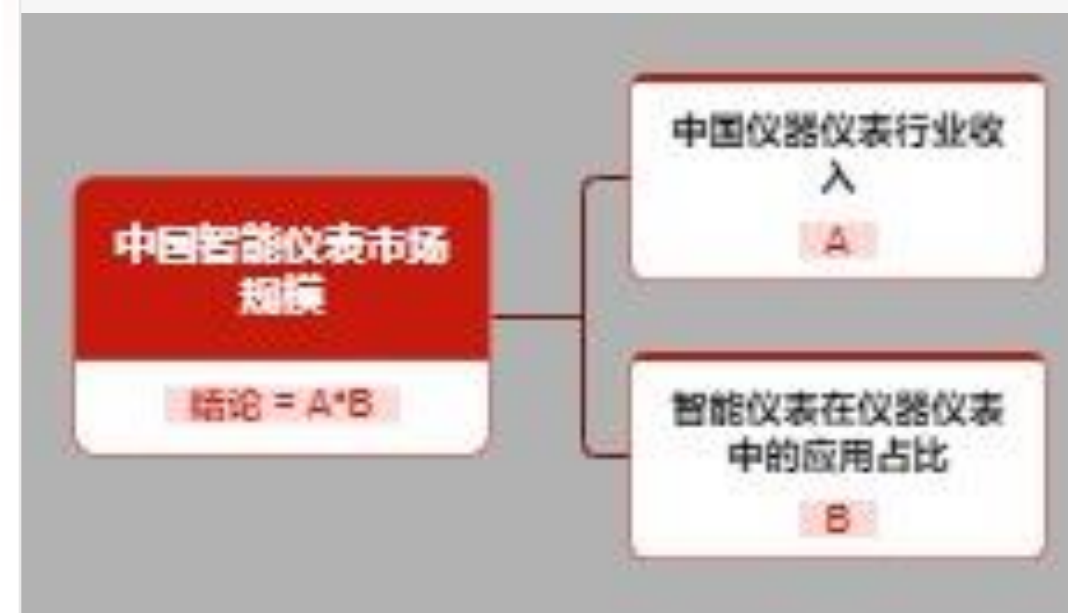 中国智能仪表市场
规模
结论 = A*B
中国仪器仪表行业收
入
A
智能仪表在仪器仪表
中的应用占比
B